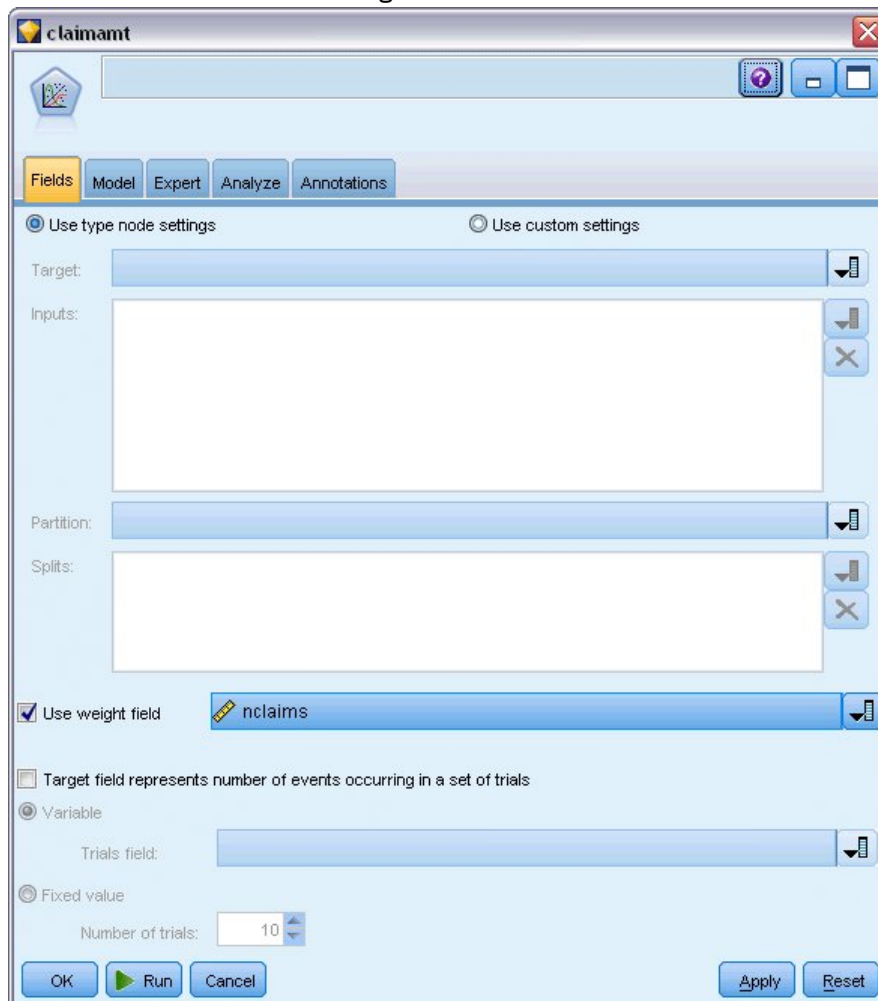 claimamt
Fields Model Expert Analyze Annotations
Use type node settings Use custom settings
Target:
Inputs:
Partition:
Splits:
Use weight field nclaims
Target field represents number of events occurring in a set of trials
Variable
Trials field:
Fixed value
Number of trials: 10
OK Run Cancel Apply Reset